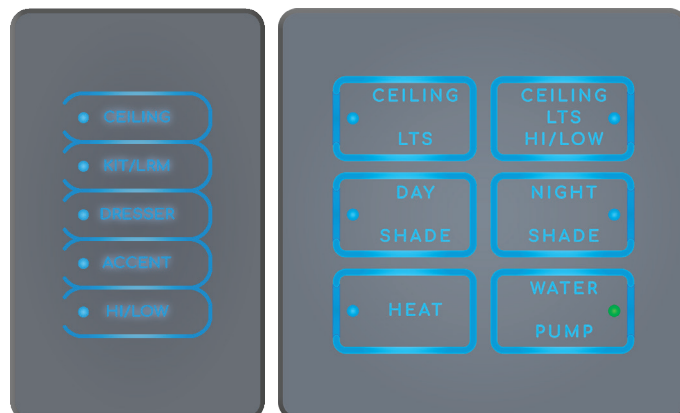 CEILING
KIT/LRM
DRESSER
ACCENT
HI/LOW
CEILING
LTS
CEILING
LTS
HI/LOW
DAY
SHADE
NIGHT
SHADE
HEAT
WATER
PUMP